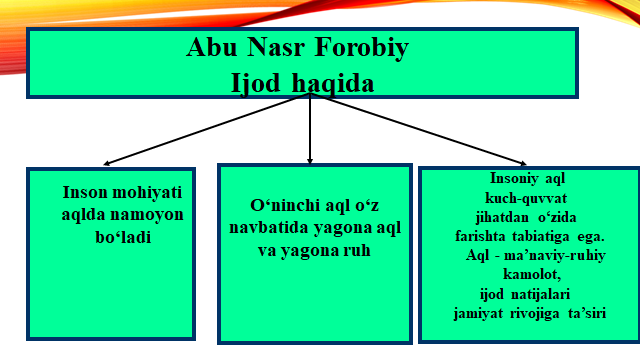 Abu Nasr Forobiy
Ijod haqida
Inson mohiyati
aqlda namoyon
bo‘ladi
O‘ninchi aql o‘z
navbatida yagona aql
va yagona ruh
Insoniy aql
kuch-quvvat
jihatdan o‘zida
farishta tabiatiga ega.
Aql - ma’naviy-ruhiy
kamolot,
ijod natijalari
jamiyat rivojiga ta’siri